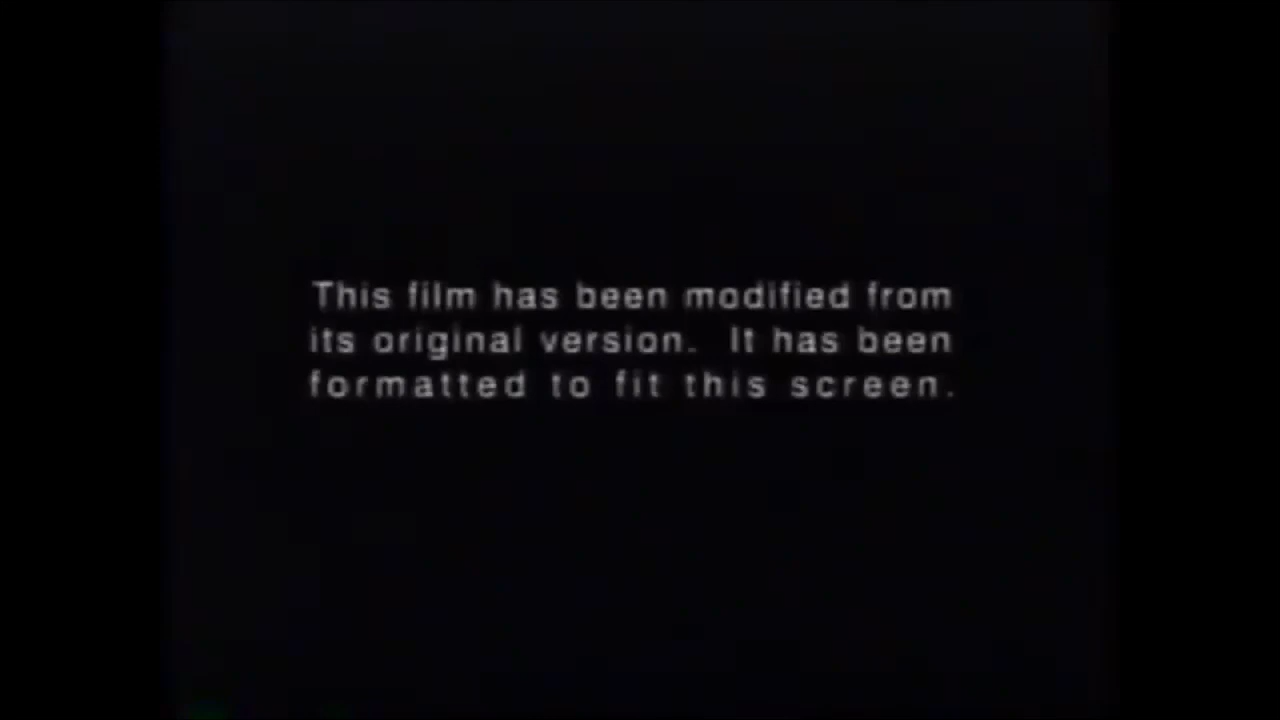 This film has been modified from
its original version.  It has been
formatted to fit this screen.